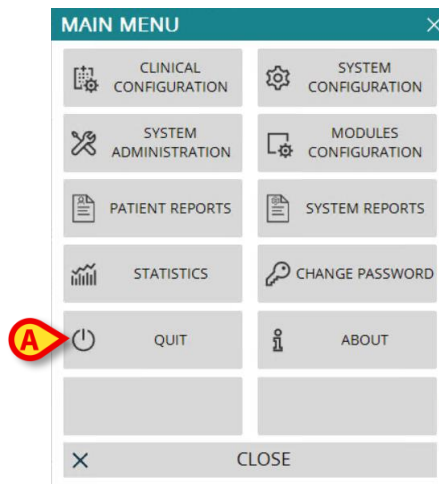 MAIN MENU
CLINICAL
CONFIGURATION
SYSTEM
CONFIGURATION
SYSTEM
ADMINISTRATION
MODULES
CONFIGURATION
PATIENT REPORTS
SYSTEM REPORTS
STATISTICS
CHANGE PASSWORD
A
QUIT
ABOUT
CLOSE